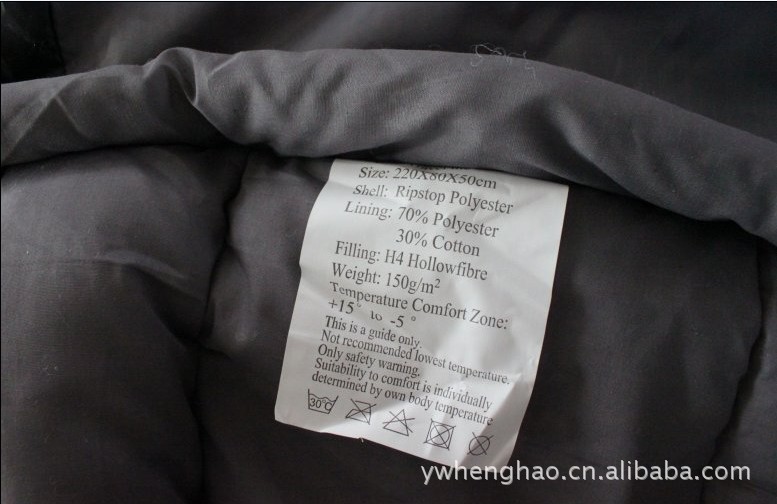 Size: 220X80X50cm
Shell: Ripstop Polyester
Lining: 70% Polyester
30% Cotton
Filling: H4 Hollowfibre
Weight: 150g/m²
Temperature Comfort Zone:
+15° to -5 °
This is a guide only.
Not recommended lowest temperature.
Only safety warning.
Suitability to comfort is individually
determined by own body temperature
30°C
ywhenghao.cn.alibaba.com